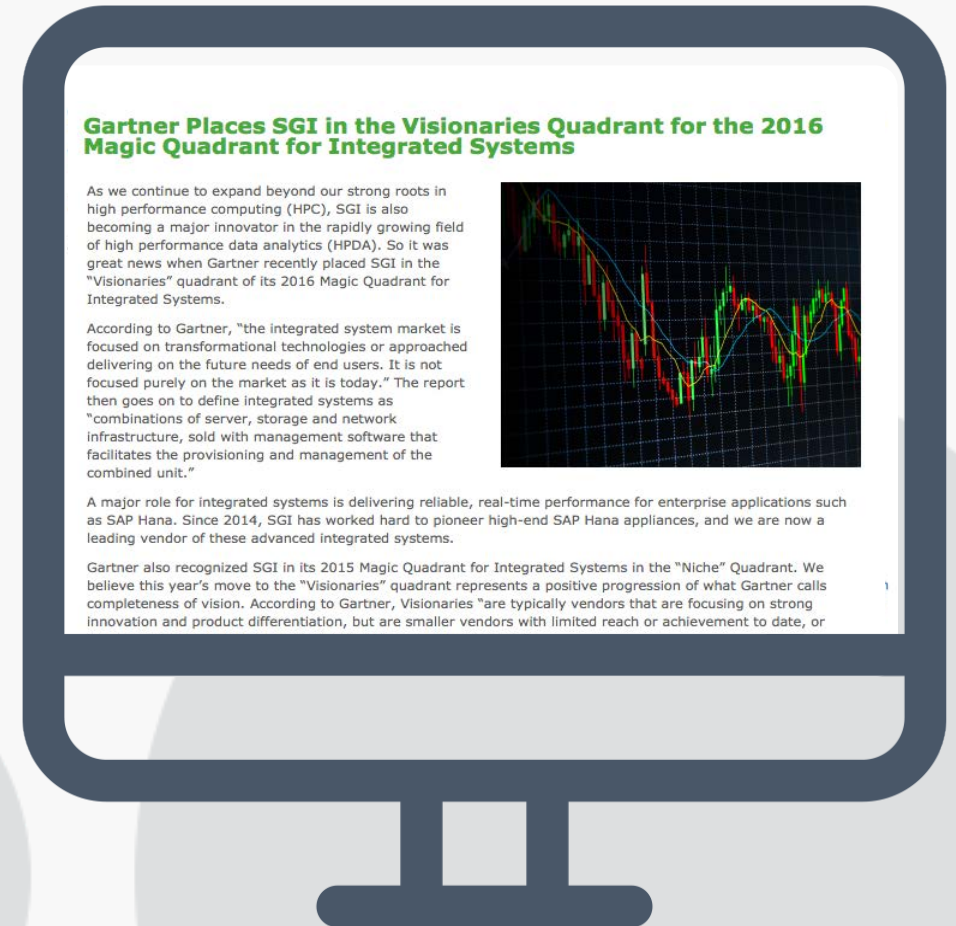 Gartner Places SGI in the Visionaries Quadrant for the 2016
Magic Quadrant for Integrated Systems
As we continue to expand beyond our strong roots in
high performance computing (HPC), SGI is also
becoming a major innovator in the rapidly growing field
of high performance data analytics (HPDA). So it was
great news when Gartner recently placed SGI in the
“Visionaries” quadrant of its 2016 Magic Quadrant for
Integrated Systems.
According to Gartner, “the integrated system market is
focused on transformational technologies or approached
delivering on the future needs of end users. It is not
focused purely on the market as it is today.” The report
then goes on to define integrated systems as
“combinations of server, storage and network
infrastructure, sold with management software that
facilitates the provisioning and management of the
combined unit.”
A major role for integrated systems is delivering reliable, real-time performance for enterprise applications such
as SAP Hana. Since 2014, SGI has worked hard to pioneer high-end SAP Hana appliances, and we are now a
leading vendor of these advanced integrated systems.
Gartner also recognized SGI in its 2015 Magic Quadrant for Integrated Systems in the “Niche” Quadrant. We
believe this year’s move to the “Visionaries” quadrant represents a positive progression of what Gartner calls
completeness of vision. According to Gartner, Visionaries “are typically vendors that are focusing on strong
innovation and product differentiation, but are smaller vendors with limited reach or achievement to date, or